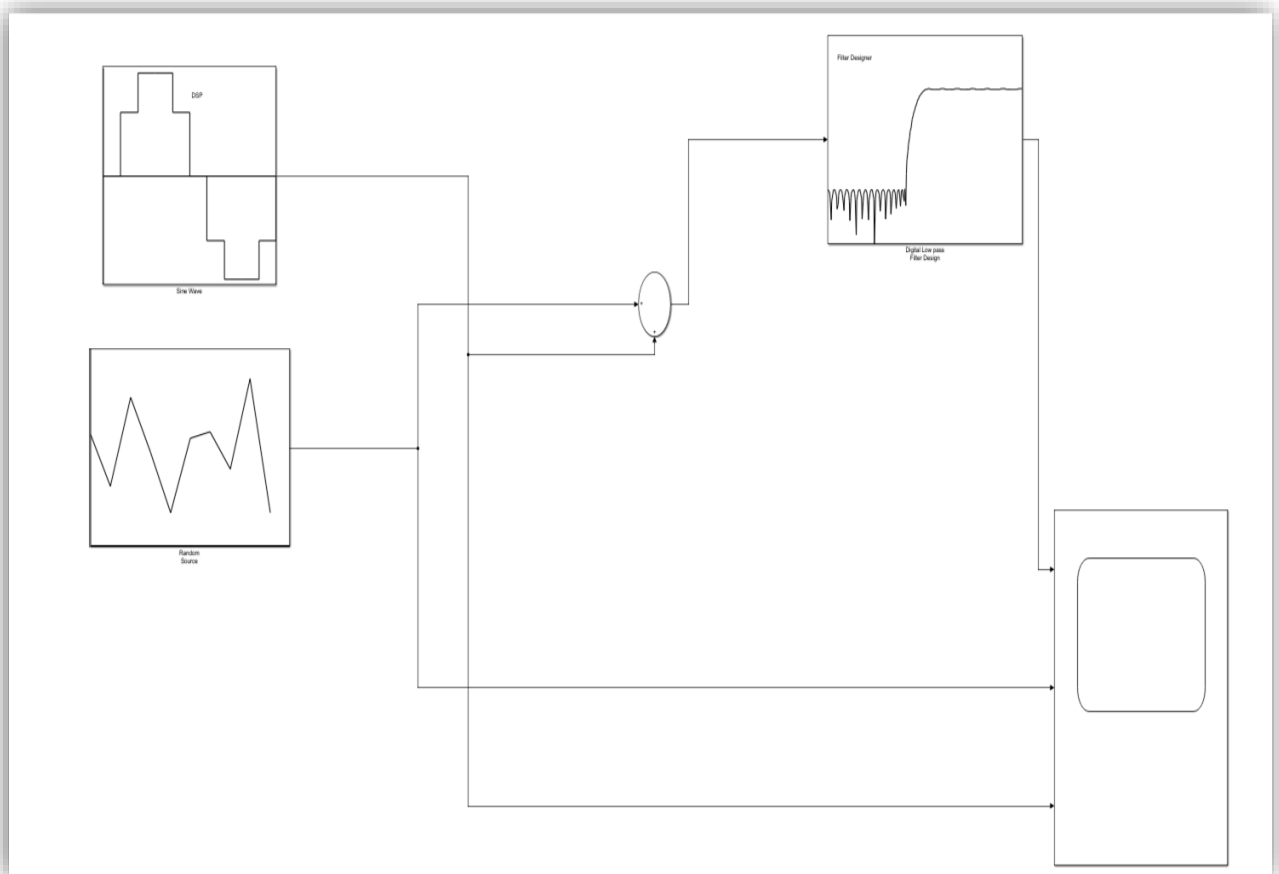 DSP
Sine Wave
Random
Source
+
+
Filter Designer
Digital Low pass
Filter Design